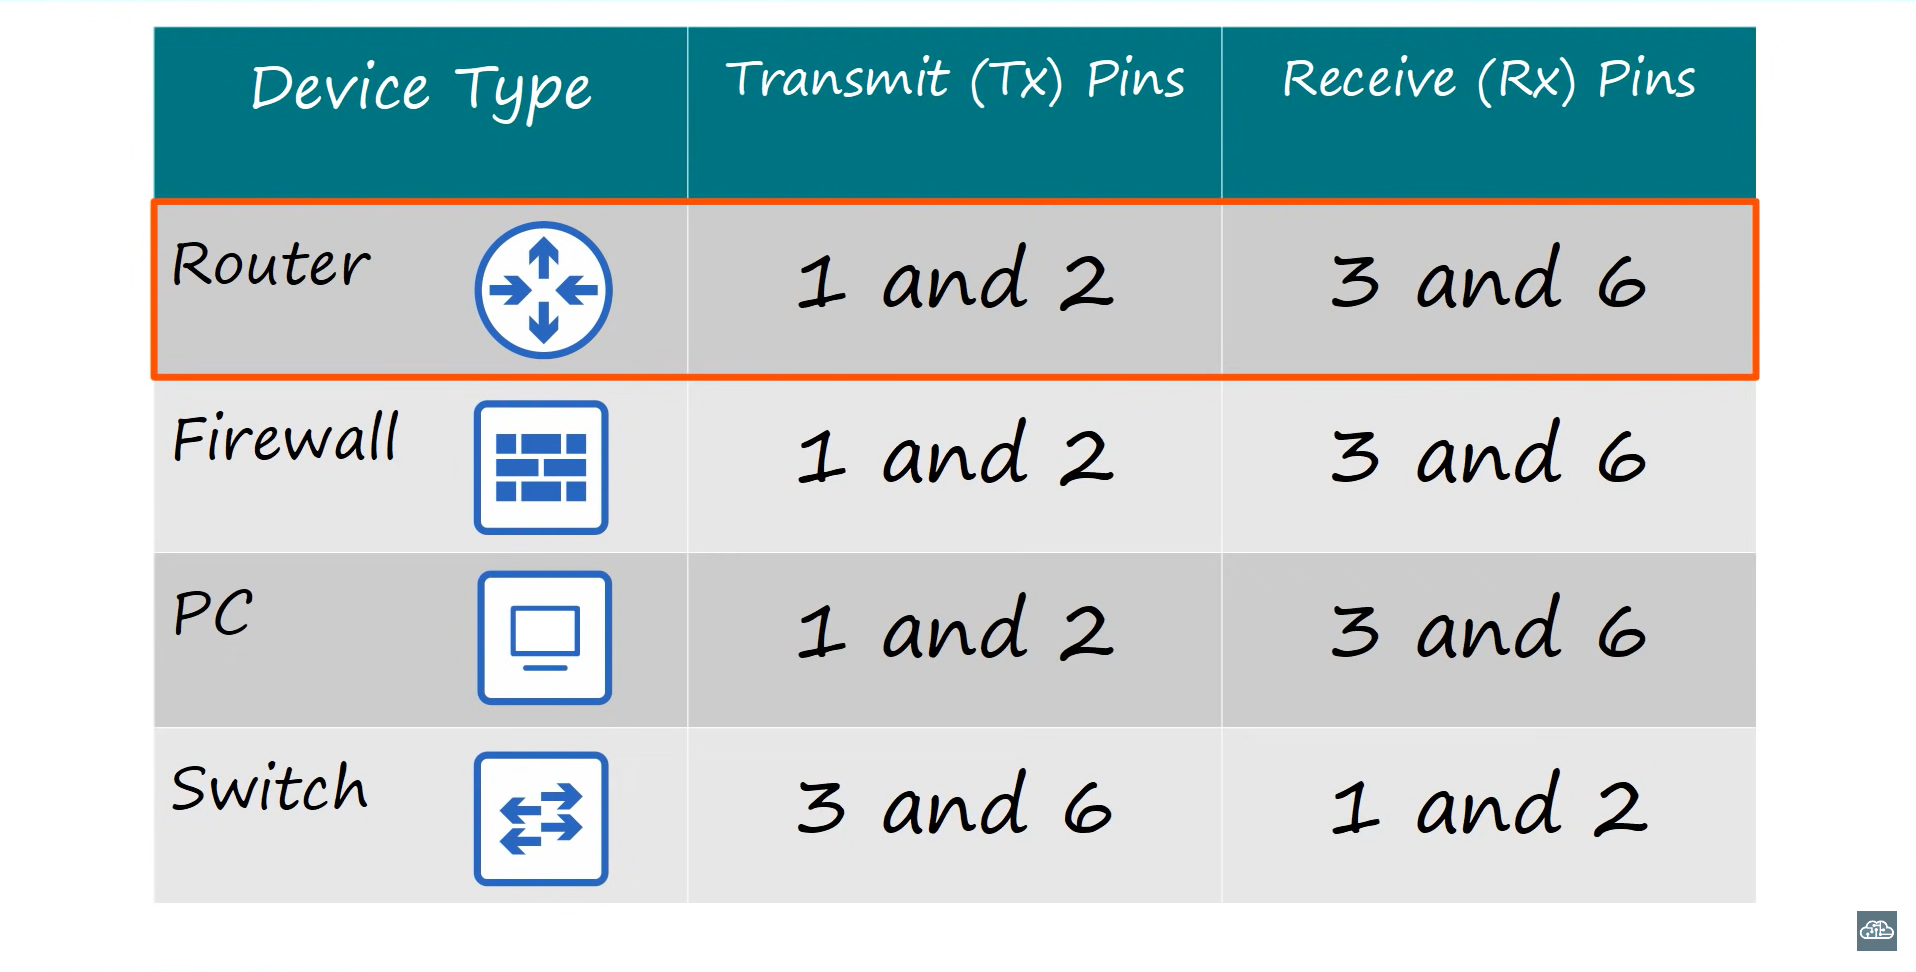 Device Type Transmit (Tx) Pins Receive (Rx) Pins
Router 1 and 2 3 and 6
Firewall 1 and 2 3 and 6
PC 1 and 2 3 and 6
Switch 3 and 6 1 and 2